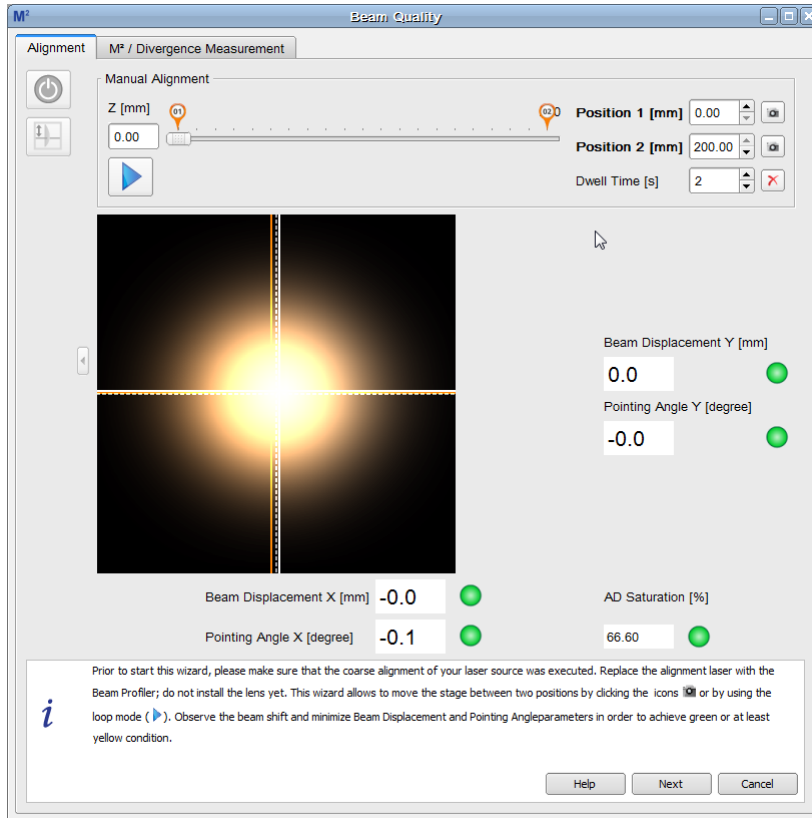 M² Beam Quality
Alignment M² / Divergence Measurement
Manual Alignment
Z [mm] 01 02 0 Position 1 [mm] 0.00
0.00 Position 2 [mm] 200.00
Dwell Time [s] 2
Beam Displacement Y [mm]
0.0
Pointing Angle Y [degree]
-0.0
Beam Displacement X [mm] -0.0 AD Saturation [%]
Pointing Angle X [degree] -0.1 66.60
Prior to start this wizard, please make sure that the coarse alignment of your laser source was executed. Replace the alignment laser with the
Beam Profiler; do not install the lens yet. This wizard allows to move the stage between two positions by clicking the icons or by using the
i loop mode ( ). Observe the beam shift and minimize Beam Displacement and Pointing Angleparameters in order to achieve green or at least
yellow condition.
Help Next Cancel